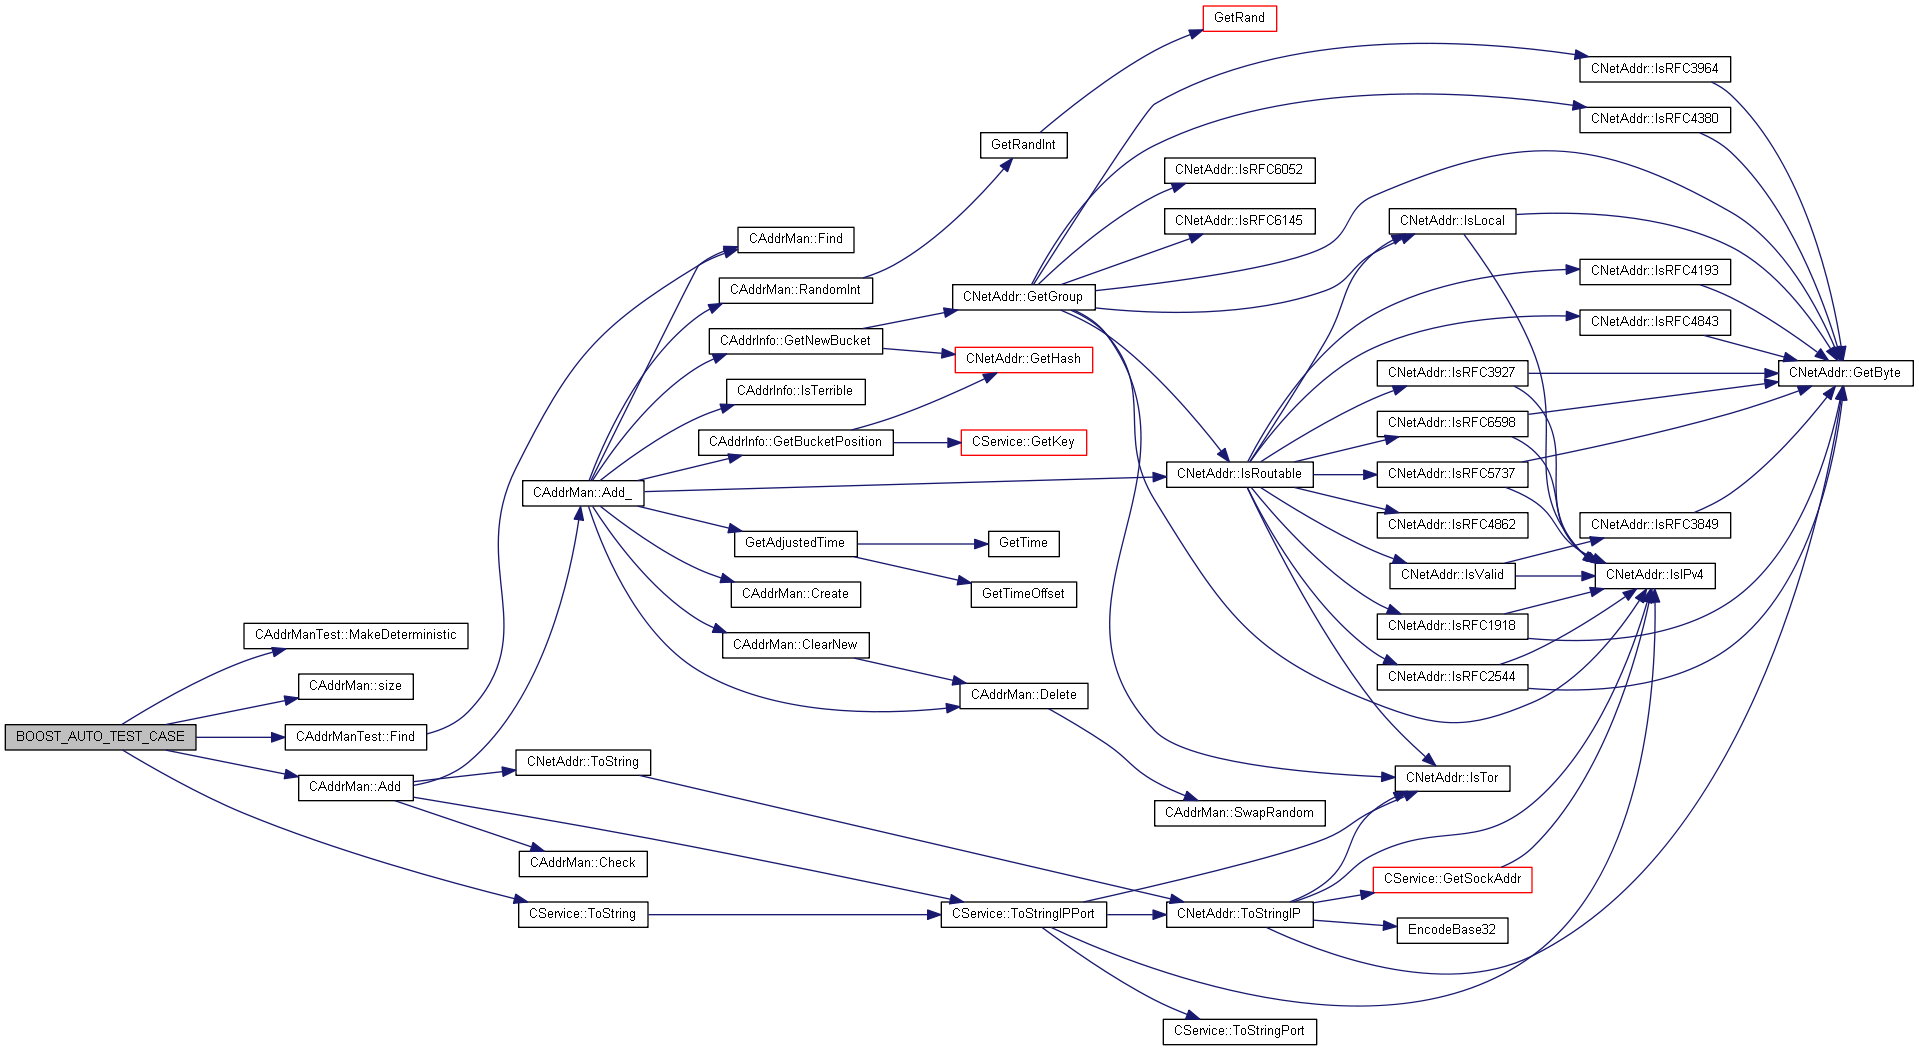 GetRand
CNetAddr::IsRFC3964
CNetAddr::IsRFC4380
GetRandInt
CNetAddr::IsRFC6052
CNetAddr::IsRFC6145
CNetAddr::IsLocal
CAddrMan::Find
CNetAddr::IsRFC4193
CAddrMan::RandomInt
CNetAddr::GetGroup
CNetAddr::IsRFC4843
CAddrInfo::GetNewBucket
CNetAddr::GetHash
CNetAddr::IsRFC3927
CNetAddr::GetByte
CAddrInfo::IsTerrible
CNetAddr::IsRFC6598
CAddrInfo::GetBucketPosition
CService::GetKey
CNetAddr::IsRoutable
CNetAddr::IsRFC5737
CAddrMan::Add_
CNetAddr::IsRFC4862
CNetAddr::IsRFC3849
GetAdjustedTime
GetTime
CNetAddr::IsValid
CNetAddr::IsIPv4
CAddrMan::Create
GetTimeOffset
CNetAddr::IsRFC1918
CAddrManTest::MakeDeterministic
CAddrMan::ClearNew
CNetAddr::IsRFC2544
CAddrMan::size
CAddrMan::Delete
BOOST_AUTO_TEST_CASE
CAddrManTest::Find
CNetAddr::ToString
CNetAddr::IsTor
CAddrMan::Add
CAddrMan::SwapRandom
CAddrMan::Check
CService::GetSockAddr
CService::ToString
CService::ToStringIPPort
CNetAddr::ToStringIP
EncodeBase32
CService::ToStringPort